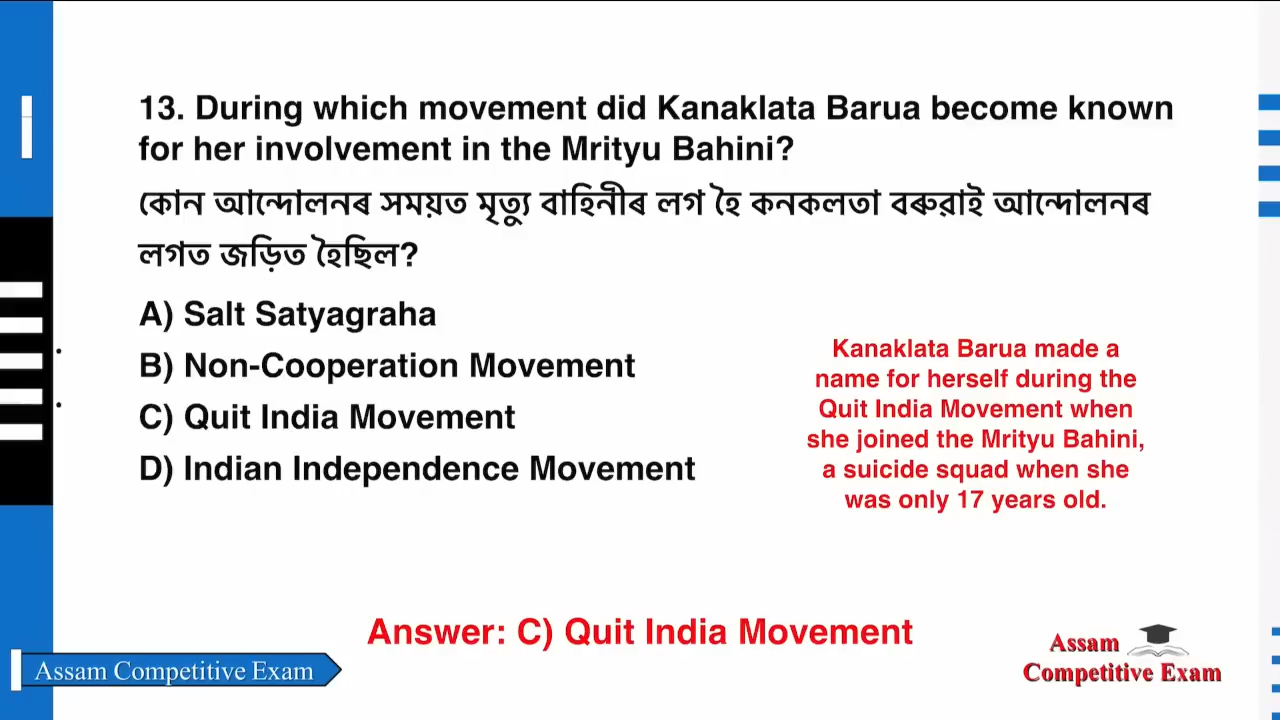 13. During which movement did Kanaklata Barua become known
for her involvement in the Mrityu Bahini?
কোন আন্দোলনৰ সময়ত মৃত্যু বাহিনীৰ লগ হৈ কনকলতা বৰুৱাই আন্দোলনৰ
লগত জড়িত হৈছিল?
A) Salt Satyagraha
B) Non-Cooperation Movement
C) Quit India Movement
D) Indian Independence Movement
Kanaklata Barua made a
name for herself during the
Quit India Movement when
she joined the Mrityu Bahini,
a suicide squad when she
was only 17 years old.
Answer: C) Quit India Movement
Assam Competitive Exam
Assam
Competitive Exam